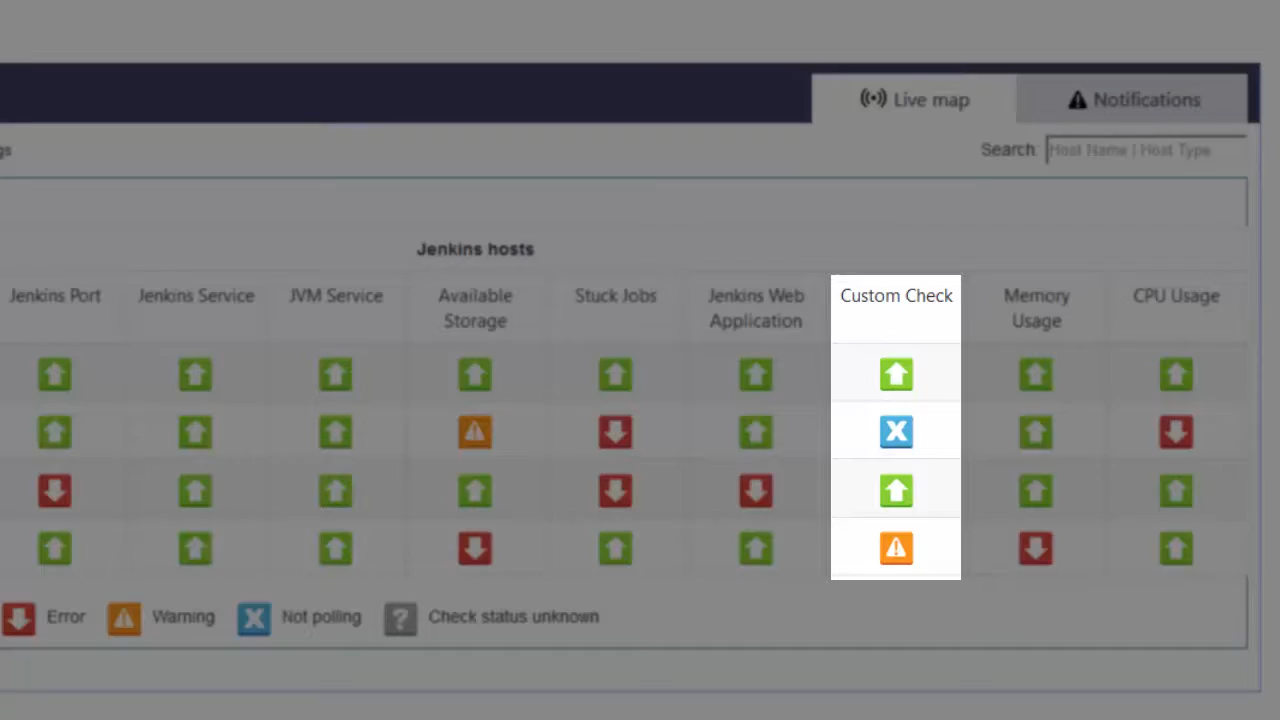 Live map
Notifications
gs
Search:
Host Name | Host Type
Jenkins hosts
Jenkins Port
Jenkins Service
JVM Service
Available
Storage
Stuck Jobs
Jenkins Web
Application
Custom Check
Memory
Usage
CPU Usage
Error
Warning
Not polling
Check status unknown